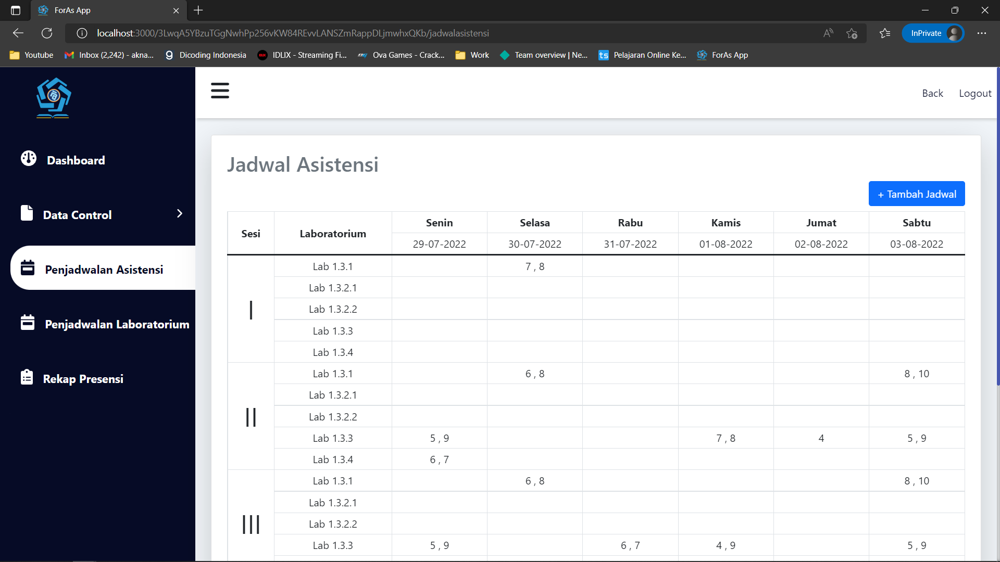 ForAs App
localhost:3000/3LwqA5YBzuTGgNwhPp256vKW84REvvLANSZmRappDLjmwhxQKb/jadwalasistensi
InPrivate
Youtube Inbox (2,242) - akna... Dicoding Indonesia IDLIX - Streaming Fi... Ova Games - Crack... Work Team overview | Ne... Pelajaran Online Ke... ForAs App
Back Logout
Dashboard
Data Control
Penjadwalan Asistensi
Penjadwalan Laboratorium
Rekap Presensi
Jadwal Asistensi
+ Tambah Jadwal
Sesi Laboratorium Senin Selasa Rabu Kamis Jumat Sabtu
29-07-2022 30-07-2022 31-07-2022 01-08-2022 02-08-2022 03-08-2022
I
Lab 1.3.1 7 , 8
Lab 1.3.2.1
Lab 1.3.2.2
Lab 1.3.3
Lab 1.3.4
II
Lab 1.3.1 6 , 8 8 , 10
Lab 1.3.2.1
Lab 1.3.2.2
Lab 1.3.3 5 , 9 7 , 8 4 5 , 9
Lab 1.3.4 6 , 7
III
Lab 1.3.1 6 , 8 8 , 10
Lab 1.3.2.1
Lab 1.3.2.2
Lab 1.3.3 5 , 9 6 , 7 4 , 9 5 , 9